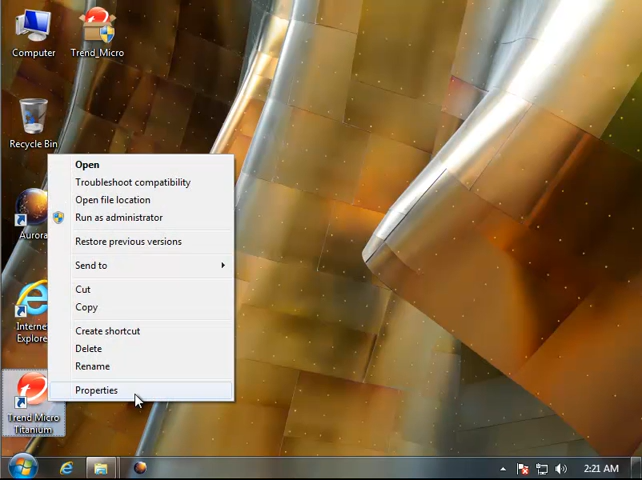 Computer
Trend_Micro
Recycle Bin
Aurora
Internet
Explorer
Trend Micro
Titanium
Open
Troubleshoot compatibility
Open file location
Run as administrator
Restore previous versions
Send to
Cut
Copy
Create shortcut
Delete
Rename
Properties
2:21 AM